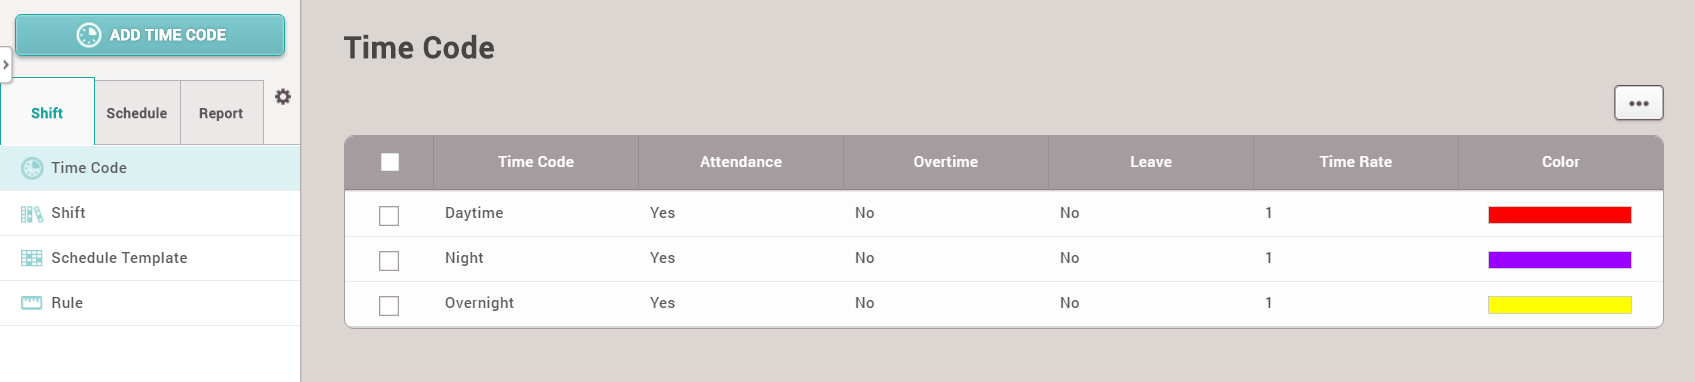 ADD TIME CODE
Shift Schedule Report
Time Code
Shift
Schedule Template
Rule
Time Code
Time Code Attendance Overtime Leave Time Rate Color
Daytime Yes No No 1
Night Yes No No 1
Overnight Yes No No 1